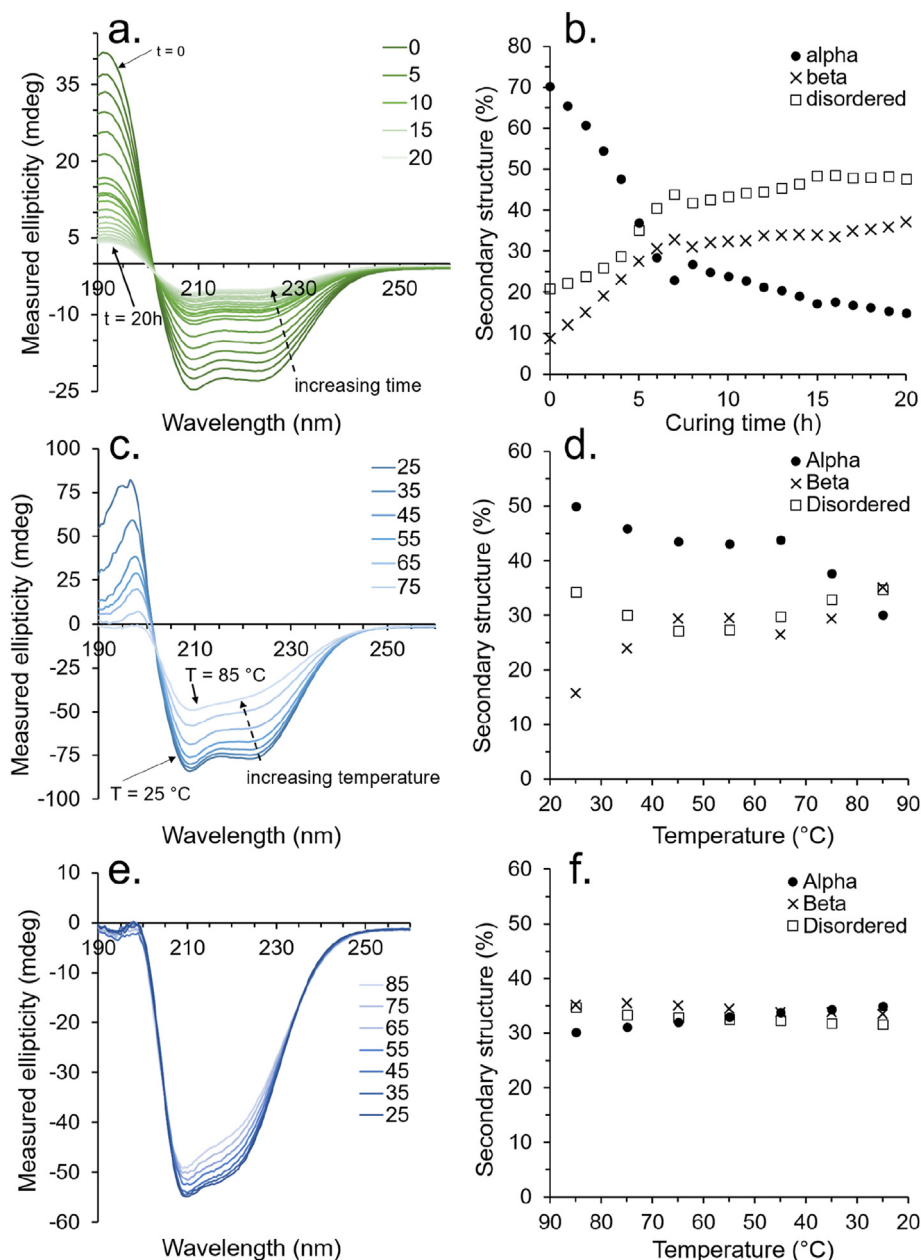 a.
t = 0
0
5
10
15
20
35
25
15
5
-5
-15
-25
190
210
230
250
t = 20h
increasing time
Measured ellipticity (mdeg)
Wavelength (nm)
b.
alpha
beta
disordered
80
70
60
50
40
30
20
10
0
0
5
10
15
20
Secondary structure (%)
Curing time (h)
c.
25
35
45
55
65
75
100
75
50
25
0
-25
-50
-75
-100
190
210
230
250
T = 85 °C
T = 25 °C
increasing temperature
Measured ellipticity (mdeg)
Wavelength (nm)
d.
Alpha
Beta
Disordered
60
50
40
30
20
10
0
20
30
40
50
60
70
80
90
Secondary structure (%)
Temperature (°C)
e.
10
0
-10
-20
-30
-40
-50
-60
190
210
230
250
85
75
65
55
45
35
25
Measured ellipticity (mdeg)
Wavelength (nm)
f.
Alpha
Beta
Disordered
60
50
40
30
20
10
0
90
80
70
60
50
40
30
20
Secondary structure (%)
Temperature (°C)